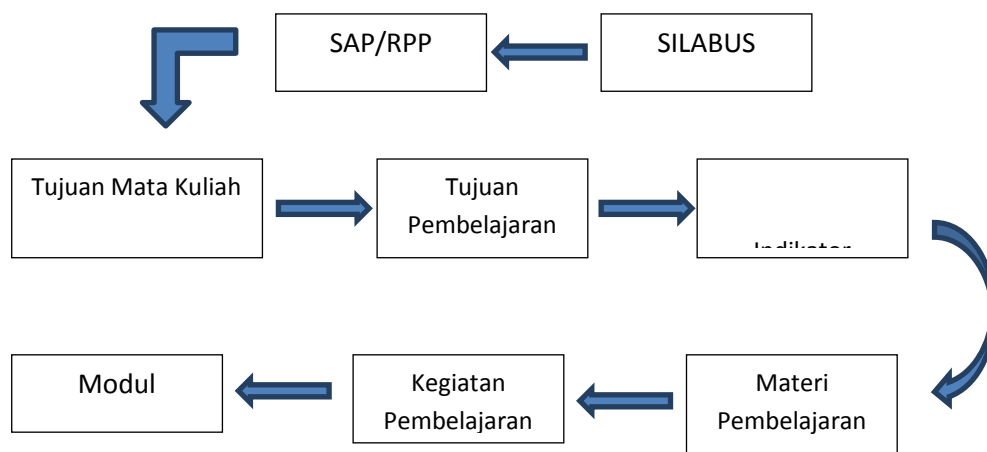 SAP/RPP
SILABUS
Tujuan Mata Kuliah
Tujuan
Pembelajaran
Modul
Kegiatan
Pembelajaran
Materi
Pembelajaran